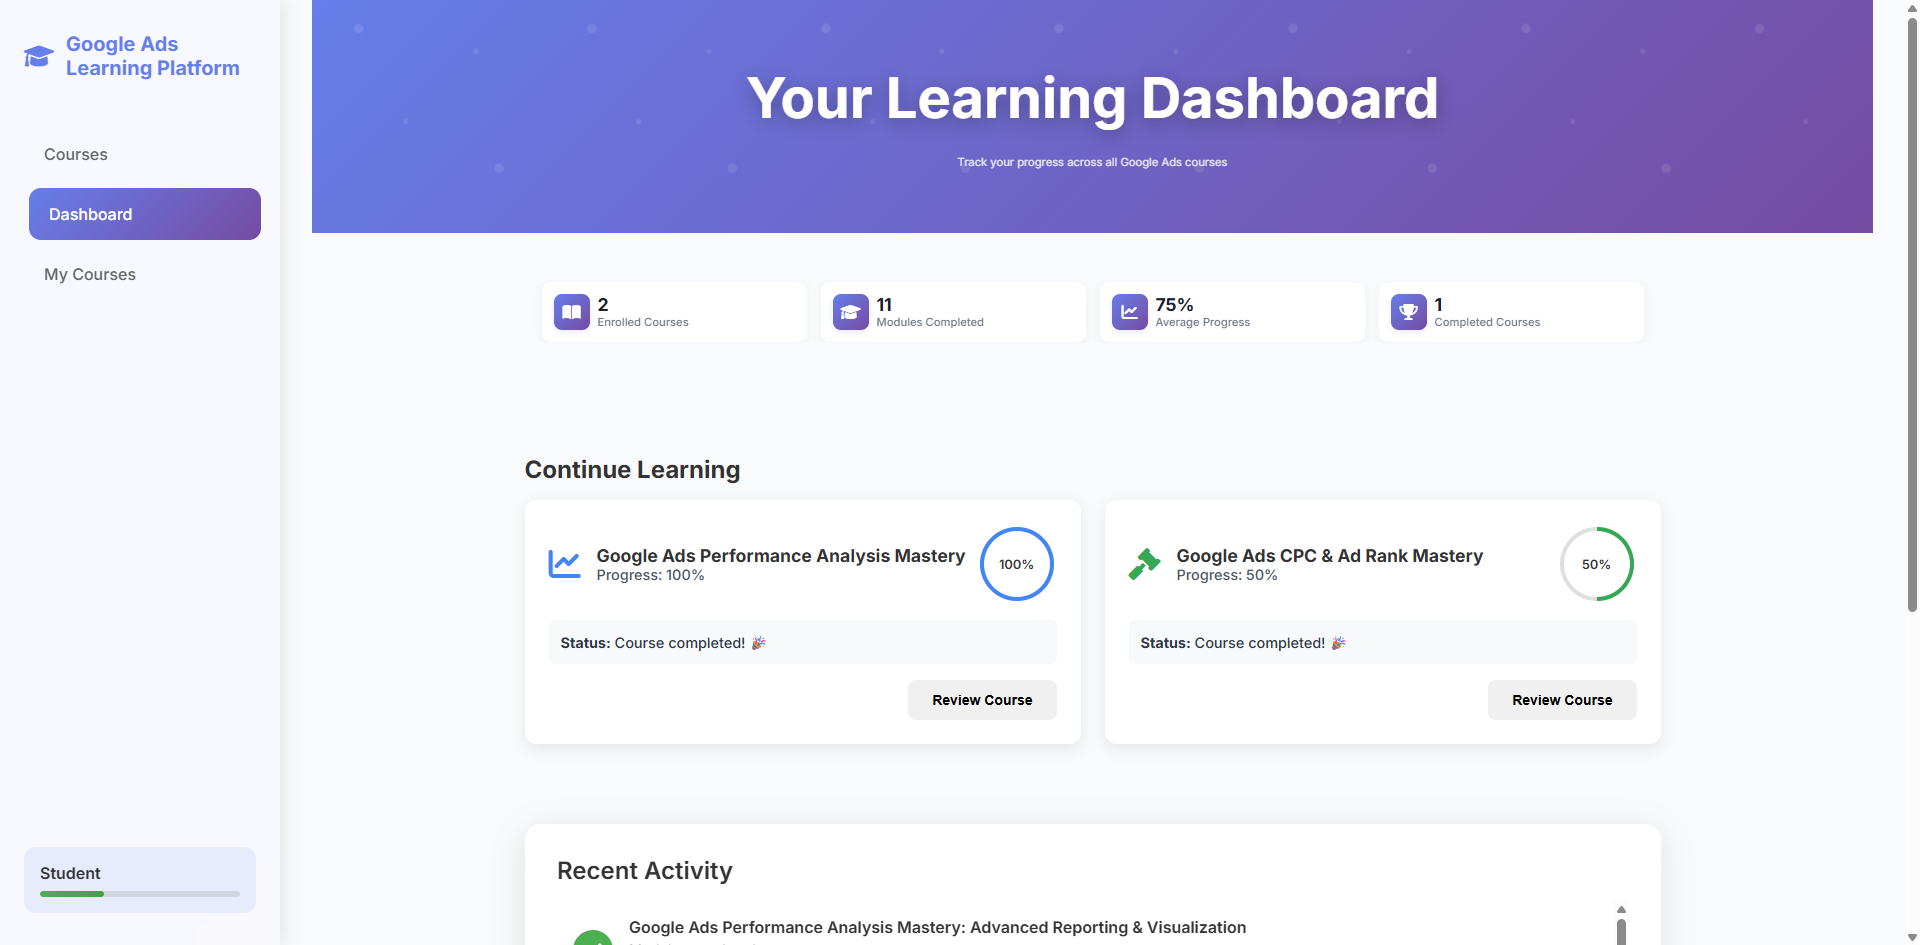 Google Ads
Learning Platform
Courses
Dashboard
My Courses
Student
Your Learning Dashboard
Track your progress across all Google Ads courses
2
Enrolled Courses
11
Modules Completed
75%
Average Progress
1
Completed Courses
Continue Learning
Google Ads Performance Analysis Mastery
Progress: 100%
100%
Status: Course completed! 🎉
Review Course
Google Ads CPC & Ad Rank Mastery
Progress: 50%
50%
Status: Course completed! 🎉
Review Course
Recent Activity
Google Ads Performance Analysis Mastery: Advanced Reporting & Visualization